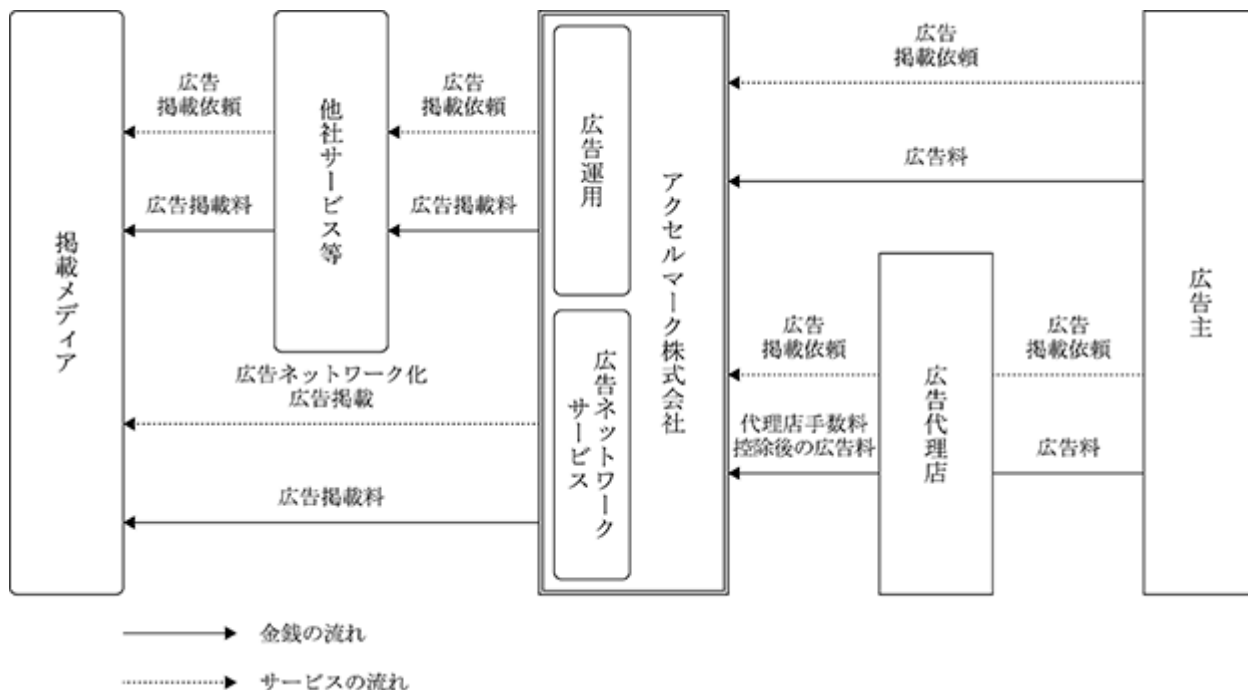 掲載メディア
広告
掲載依頼
広告掲載料
他社サービス等
広告
掲載依頼
広告掲載料
広告ネットワーク化
広告掲載
広告掲載料
広告運用
広告ネットワーク
サービス
アクセルマーク株式会社
広告
掲載依頼
広告料
広告
掲載依頼
代理店手数料
控除後の広告料
広告代理店
広告
掲載依頼
広告料
広告主
金銭の流れ
サービスの流れ